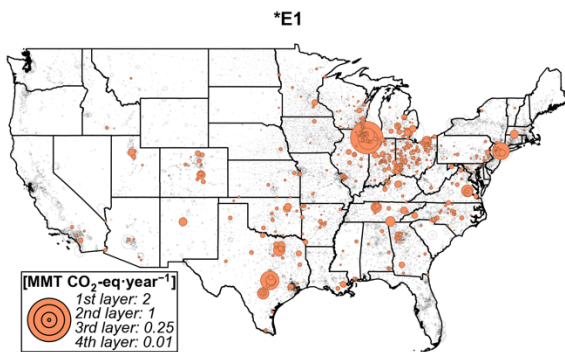 *E1
[MMT CO₂-eq·year⁻¹]
1st layer: 2
2nd layer: 1
3rd layer: 0.25
4th layer: 0.01